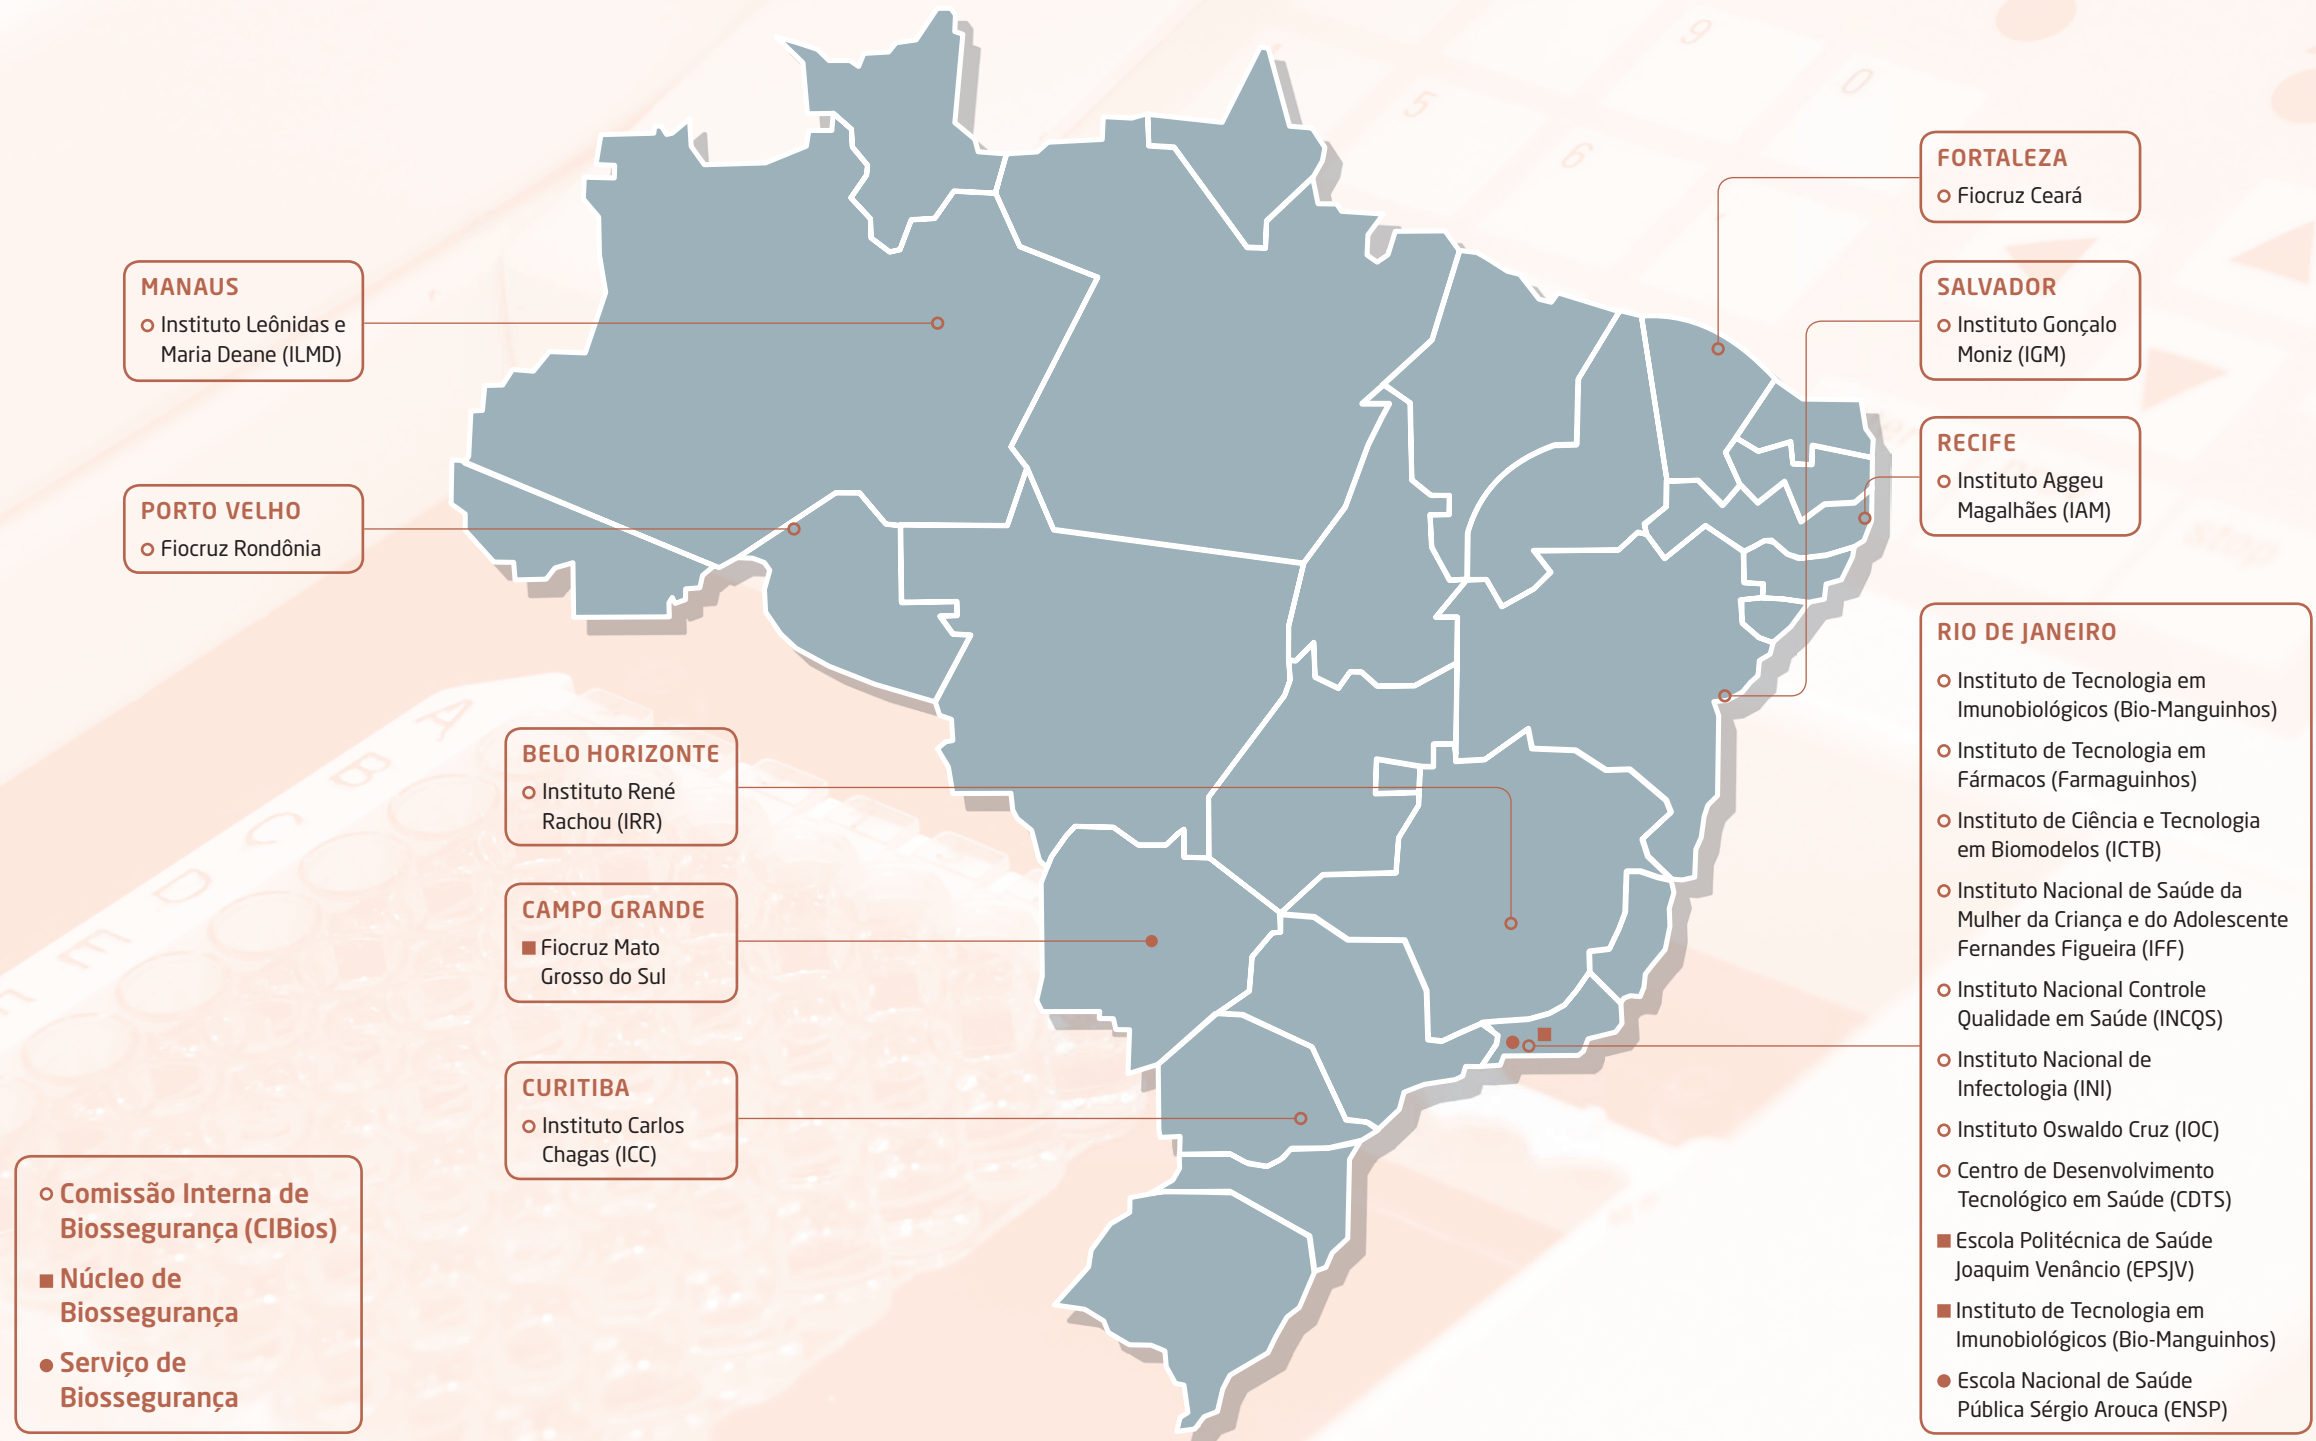 MANAUS
Instituto Leônidas e
Maria Deane (ILMD)
PORTO VELHO
Fiocruz Rondônia
BELO HORIZONTE
Instituto René
Rachou (IRR)
CAMPO GRANDE
Fiocruz Mato
Grosso do Sul
CURITIBA
Instituto Carlos
Chagas (ICC)
Comissão Interna de
Biossegurança (CIBios)
Núcleo de
Biossegurança
Serviço de
Biossegurança
FORTALEZA
Fiocruz Ceará
SALVADOR
Instituto Gonçalo
Moniz (IGM)
RECIFE
Instituto Aggeu
Magalhães (IAM)
RIO DE JANEIRO
Instituto de Tecnologia em
Imunobiológicos (Bio-Manguinhos)
Instituto de Tecnologia em
Fármacos (Farmaguinhos)
Instituto de Ciência e Tecnologia
em Biomodelos (ICTB)
Instituto Nacional de Saúde da
Mulher da Criança e do Adolescente
Fernandes Figueira (IFF)
Instituto Nacional Controle
Qualidade em Saúde (INCQS)
Instituto Nacional de
Infectologia (INI)
Instituto Oswaldo Cruz (IOC)
Centro de Desenvolvimento
Tecnológico em Saúde (CDTS)
Escola Politécnica de Saúde
Joaquim Venâncio (EPSJV)
Instituto de Tecnologia em
Imunobiológicos (Bio-Manguinhos)
Escola Nacional de Saúde
Pública Sérgio Arouca (ENSP)
9
0
5
6
stop
A
B
C
D
E